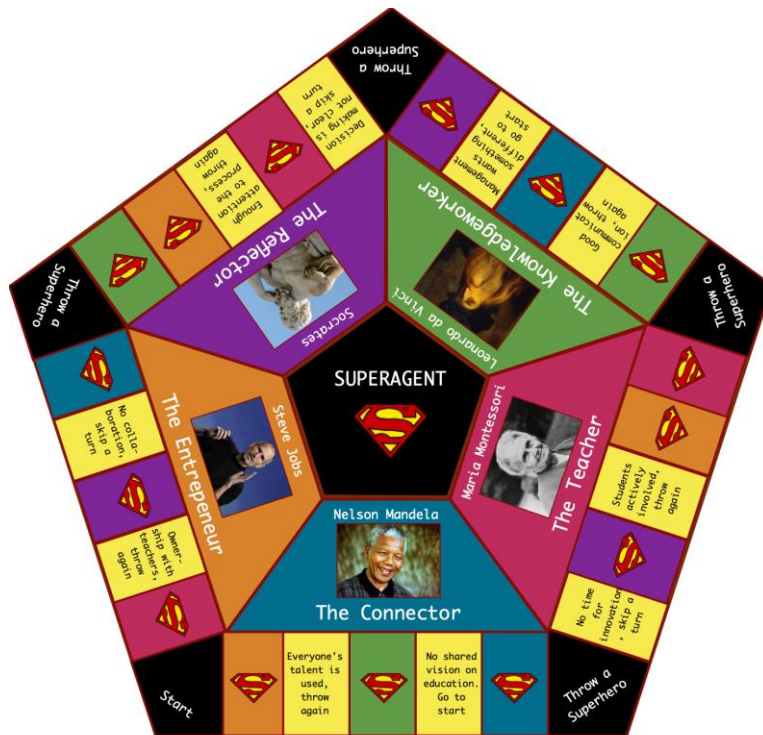 SUPERAGENT
The Reflector
Socrates
The Knowledgeworker
Leonardo da Vinci
The Teacher
Maria Montessori
The Connector
Nelson Mandela
The Entrepeneur
Steve Jobs
Start
No colla-
boration,
skip a
turn
Owner-
ship with
teachers,
throw
again
Throw a
Superhero
Enough
attention
to the
process,
throw
again
Decision
making is
not clear,
skip a
turn
Throw a
Superhero
Management
wants
something
different,
go to
start
Good
communicat
ion, throw
again
Throw a
Superhero
Students
actively
involved,
throw
again
No time
for
innovation
, skip a
turn
Throw a
Superhero
No shared
vision on
education.
Go to
start
Everyone's
talent is
used,
throw
again